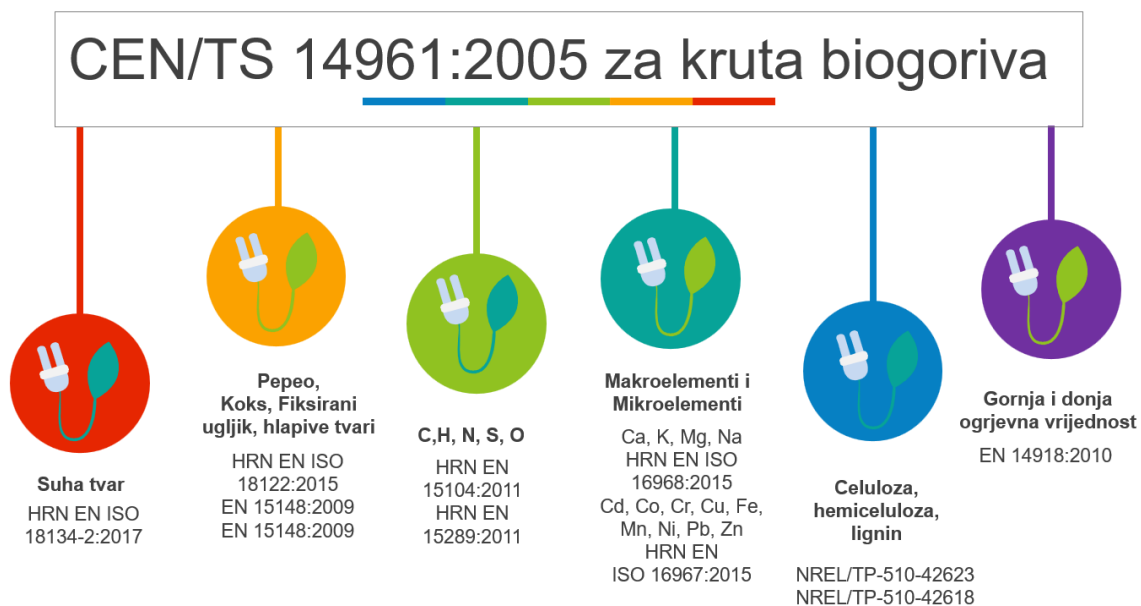 CEN/TS 14961:2005 za kruta biogoriva
Suha tvar
HRN EN ISO
18134-2:2017
Pepeo,
Koks, Fiksirani
ugljik, hlapive tvari
HRN EN ISO
18122:2015
EN 15148:2009
EN 15148:2009
C,H, N, S, O
HRN EN
15104:2011
HRN EN
15289:2011
Makroelementi i
Mikroelementi
Ca, K, Mg, Na
HRN EN ISO
16968:2015
Cd, Co, Cr, Cu, Fe,
Mn, Ni, Pb, Zn
HRN EN
ISO 16967:2015
Celuloza,
hemiceluloza,
lignin
NREL/TP-510-42623
NREL/TP-510-42618
Gornja i donja
ogrjevna vrijednost
EN 14918:2010